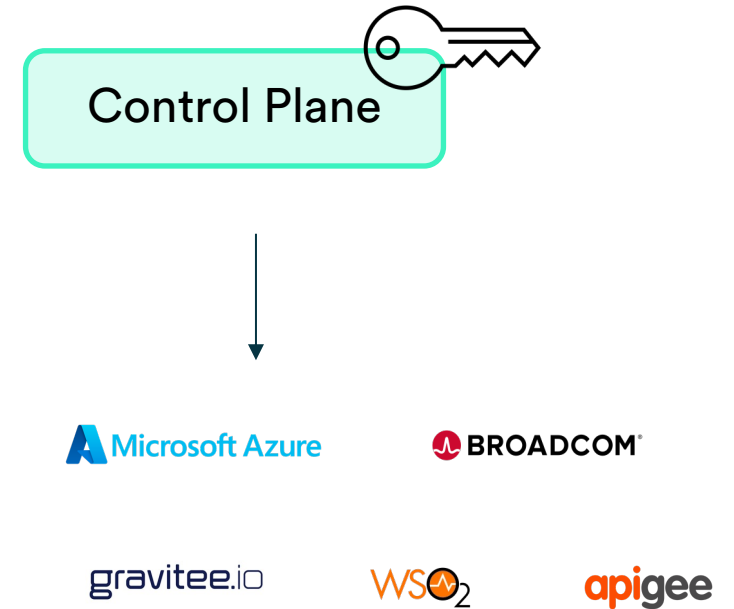 Control Plane
Microsoft Azure
BROADCOM®
gravitee.io
WSO2
apigee